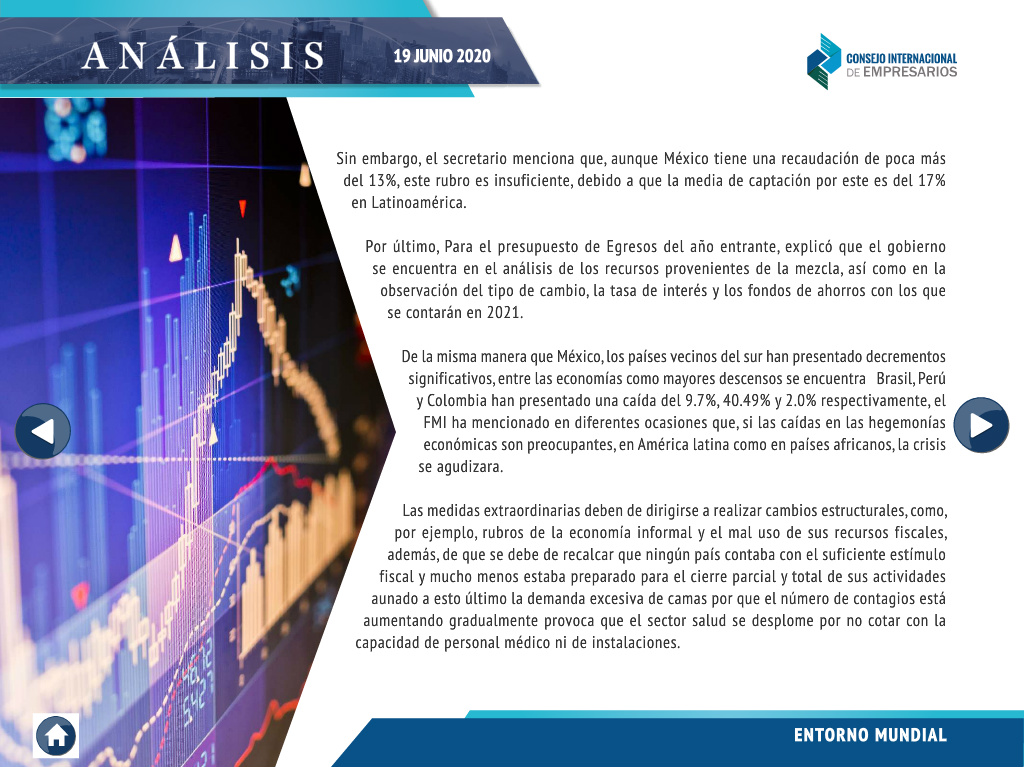 ANÁLISIS
19 JUNIO 2020
CONSEJO INTERNACIONAL
DE EMPRESARIOS
Sin embargo, el secretario menciona que, aunque México tiene una recaudación de poca más
del 13%, este rubro es insuficiente, debido a que la media de captación por este es del 17%
en Latinoamérica.
Por último, Para el presupuesto de Egresos del año entrante, explicó que el gobierno
se encuentra en el análisis de los recursos provenientes de la mezcla, así como en la
observación del tipo de cambio, la tasa de interés y los fondos de ahorros con los que
se contarán en 2021.
De la misma manera que México, los países vecinos del sur han presentado decrementos
significativos, entre las economías como mayores descensos se encuentra Brasil, Perú
y Colombia han presentado una caída del 9.7%, 40.49% y 2.0% respectivamente, el
FMI ha mencionado en diferentes ocasiones que, si las caídas en las hegemonías
económicas son preocupantes, en América latina como en países africanos, la crisis
se agudizara.
Las medidas extraordinarias deben de dirigirse a realizar cambios estructurales, como,
por ejemplo, rubros de la economía informal y el mal uso de sus recursos fiscales,
además, de que se debe de recalcar que ningún país contaba con el suficiente estímulo
fiscal y mucho menos estaba preparado para el cierre parcial y total de sus actividades
aunado a esto último la demanda excesiva de camas por que el número de contagios está
aumentando gradualmente provoca que el sector salud se desplome por no cotar con la
capacidad de personal médico ni de instalaciones.
ENTORNO MUNDIAL